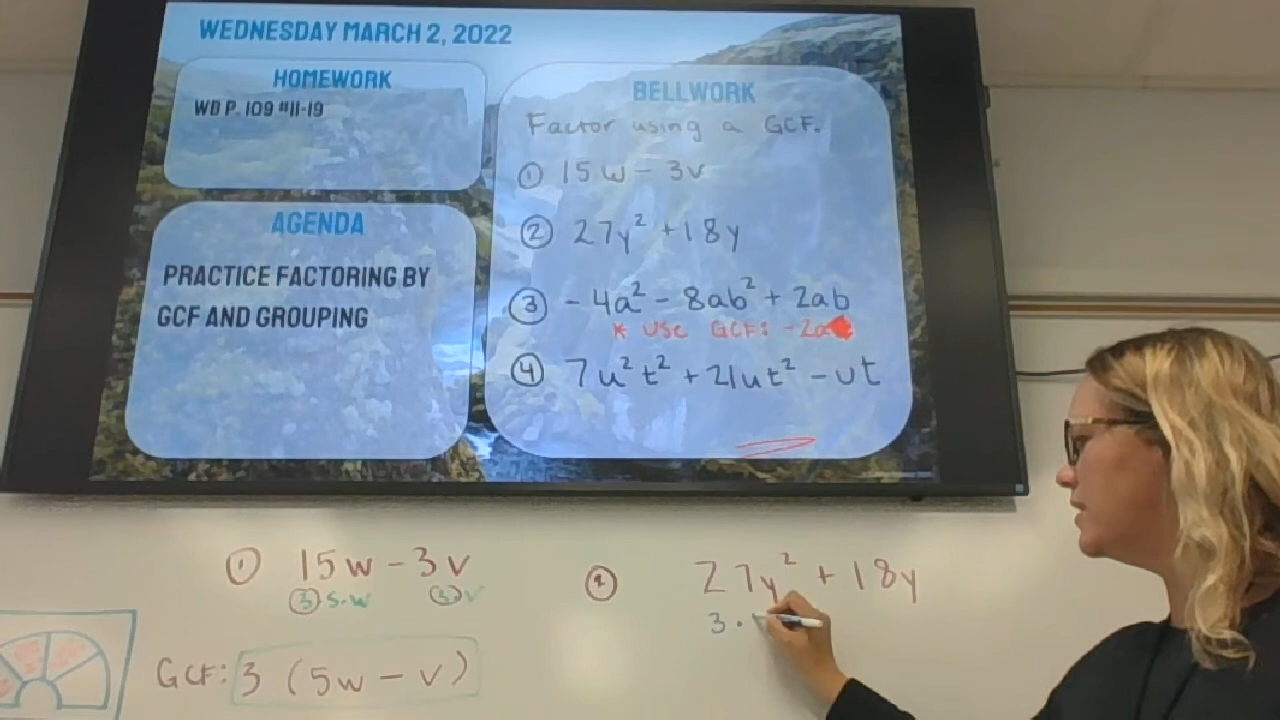 WEDNESDAY MARCH 2, 2022
HOMEWORK
WB P. 109 #11-19
AGENDA
PRACTICE FACTORING BY
GCF AND GROUPING
BELLWORK
Factor using a GCF.
① 15w - 3v
② 27y² + 18y
③ -4a² - 8ab² + 2ab
* USE GCF: -2a
④ 7u²t² + 21ut² - ut
① 15w - 3v
③·5·w ③·v
GCF: 3 (5w - v)
② 27y² + 18y
3 ·